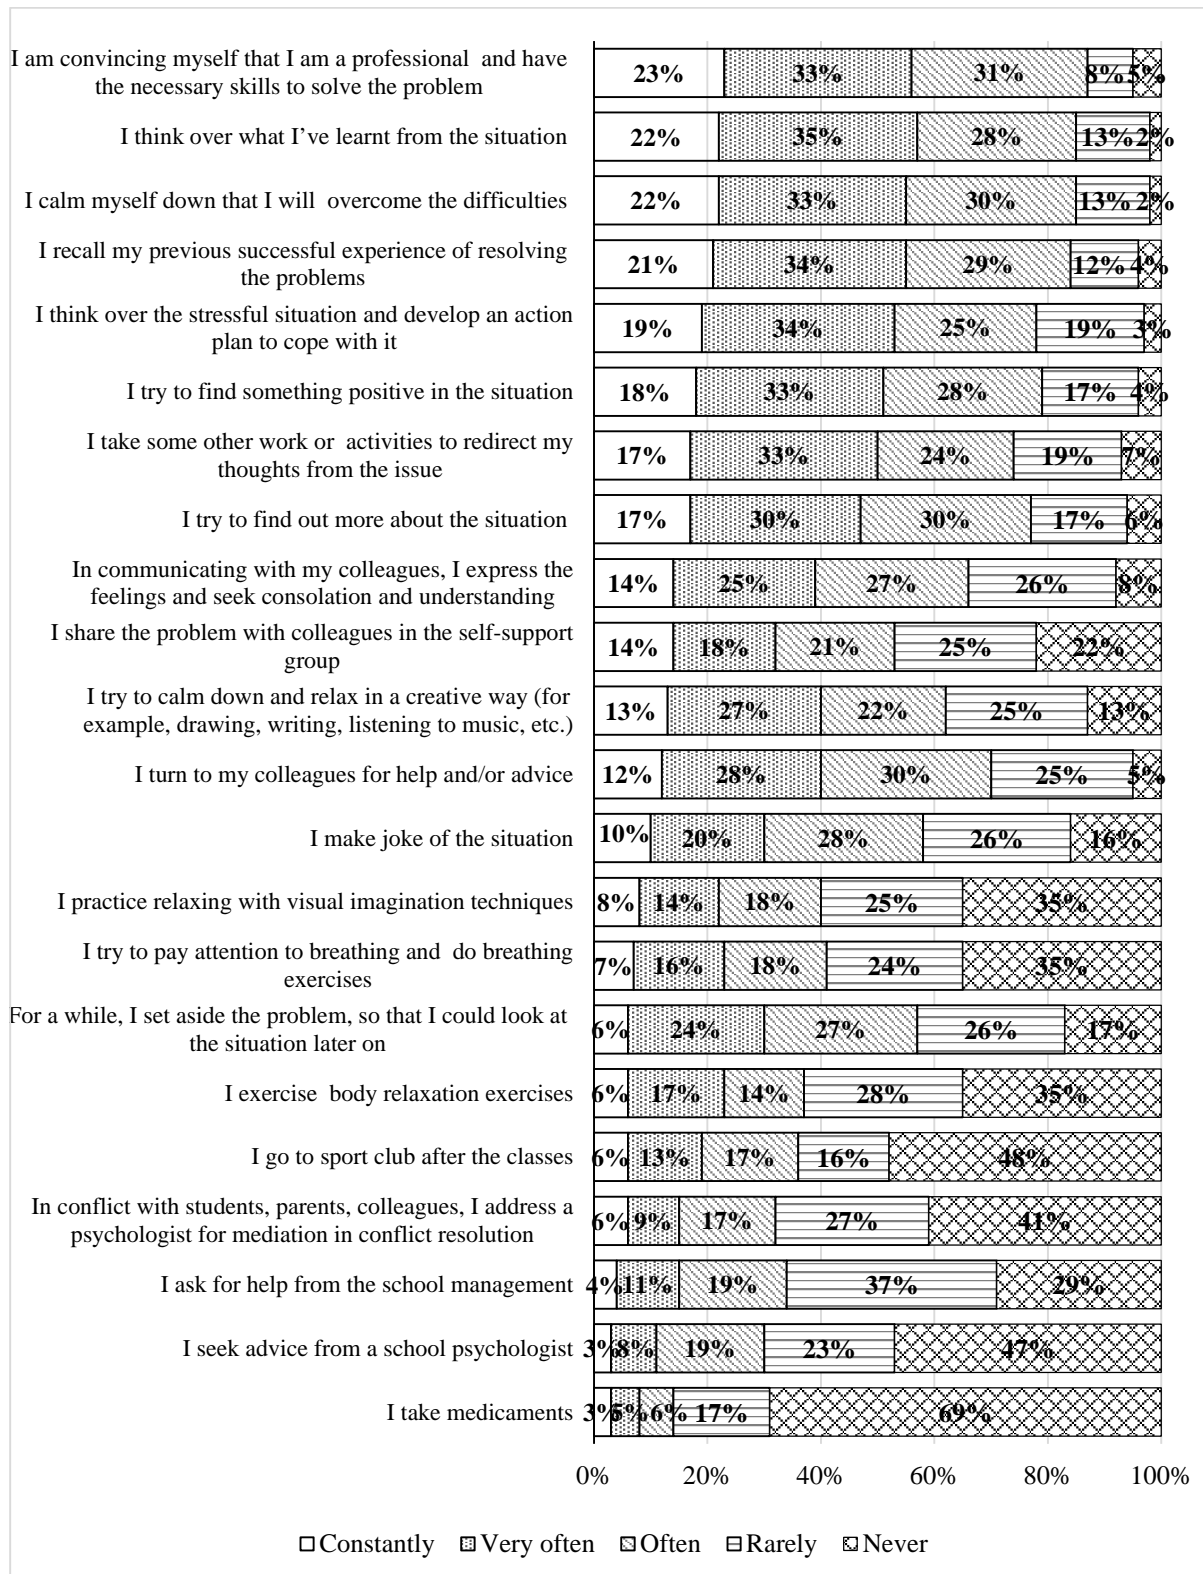 I am convincing myself that I am a professional and have
the necessary skills to solve the problem
23% 33% 31% 8% 5%
I think over what I've learnt from the situation
22% 35% 28% 13% 2%
I calm myself down that I will overcome the difficulties
22% 33% 30% 13% 2%
I recall my previous successful experience of resolving
the problems
21% 34% 29% 12% 4%
I think over the stressful situation and develop an action
plan to cope with it
19% 34% 25% 19% 3%
I try to find something positive in the situation
18% 33% 28% 17% 4%
I take some other work or activities to redirect my
thoughts from the issue
17% 33% 24% 19% 7%
I try to find out more about the situation
17% 30% 30% 17% 6%
In communicating with my colleagues, I express the
feelings and seek consolation and understanding
14% 25% 27% 26% 8%
I share the problem with colleagues in the self-support
group
14% 18% 21% 25% 22%
I try to calm down and relax in a creative way (for
example, drawing, writing, listening to music, etc.)
13% 27% 22% 25% 13%
I turn to my colleagues for help and/or advice
12% 28% 30% 25% 5%
I make joke of the situation
10% 20% 28% 26% 16%
I practice relaxing with visual imagination techniques
8% 14% 18% 25% 35%
I try to pay attention to breathing and do breathing
exercises
7% 16% 18% 24% 35%
For a while, I set aside the problem, so that I could look at
the situation later on
6% 24% 27% 26% 17%
I exercise body relaxation exercises
6% 17% 14% 28% 35%
I go to sport club after the classes
6% 13% 17% 16% 48%
In conflict with students, parents, colleagues, I address a
psychologist for mediation in conflict resolution
6% 9% 17% 27% 41%
I ask for help from the school management
4% 11% 19% 37% 29%
I seek advice from a school psychologist
3% 8% 19% 23% 47%
I take medicaments
3% 5% 6% 17% 69%
0% 20% 40% 60% 80% 100%
Constantly Very often Often Rarely Never